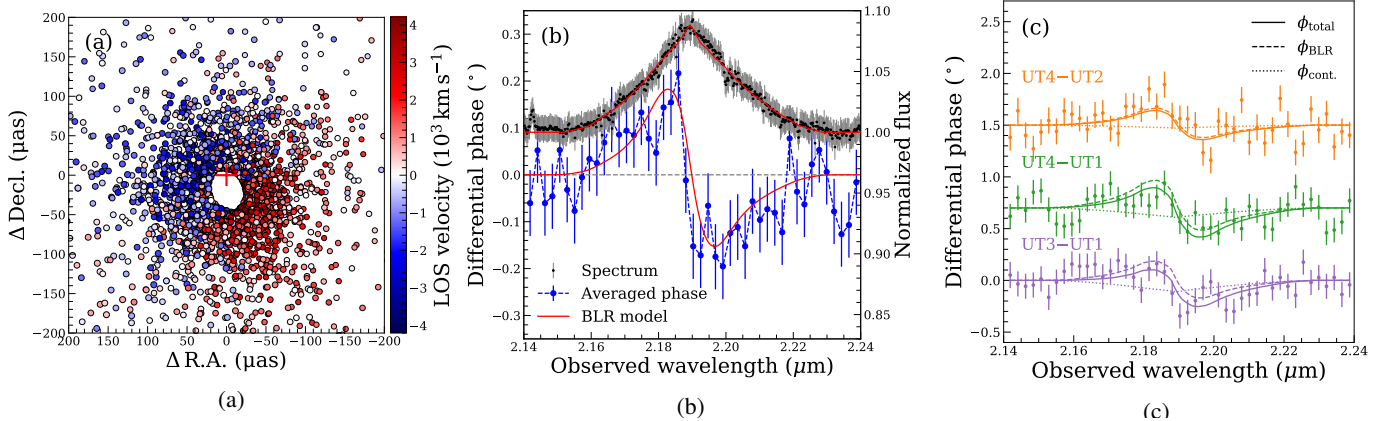 (a)
200
150
100
50
0
−50
−100
−150
−200
Δ Decl. (μas)
200 150 100 50 0 −50 −100 −150 −200
Δ R.A. (μas)
4
3
2
1
0
−1
−2
−3
−4
LOS velocity (10³ km s⁻¹)
(a)
(b)
0.3
0.2
0.1
0.0
−0.1
−0.2
−0.3
Differential phase (°)
1.10
1.05
1.00
0.95
0.90
0.85
Normalized flux
Spectrum
Averaged phase
BLR model
2.14 2.16 2.18 2.20 2.22 2.24
Observed wavelength (μm)
(b)
(c)
2.5
2.0
1.5
1.0
0.5
0.0
−0.5
Differential phase (°)
ϕtotal
ϕBLR
ϕcont.
UT4−UT2
UT4−UT1
UT3−UT1
2.14 2.16 2.18 2.20 2.22 2.24
Observed wavelength (μm)
(c)